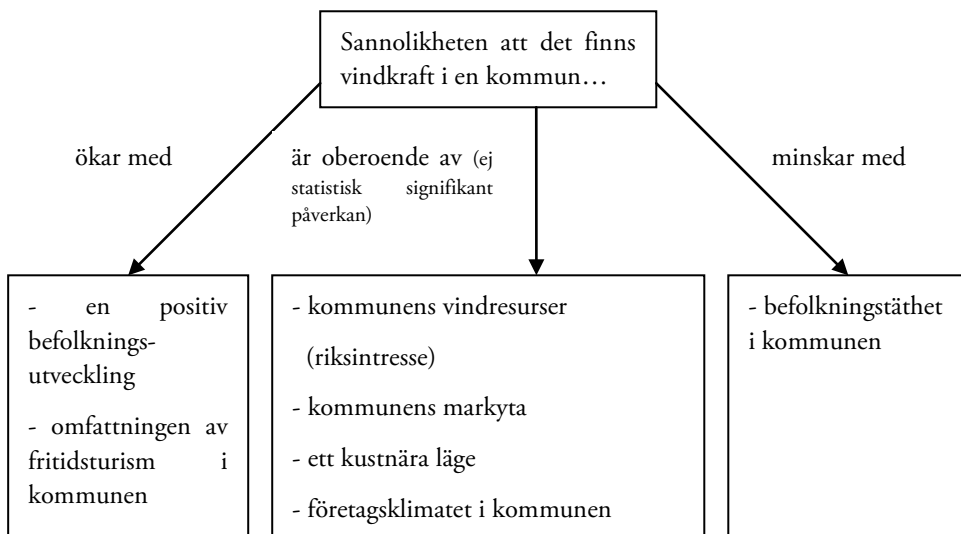 Sannolikheten att det finns
vindkraft i en kommun…
ökar med
är oberoende av (ej
statistisk signifikant
påverkan)
minskar med
- en positiv
befolknings-
utveckling
- omfattningen av
fritidsturism i
kommunen
- kommunens vindresurser
(riksintresse)
- kommunens markyta
- ett kustnära läge
- företagsklimatet i kommunen
- befolkningstäthet
i kommunen